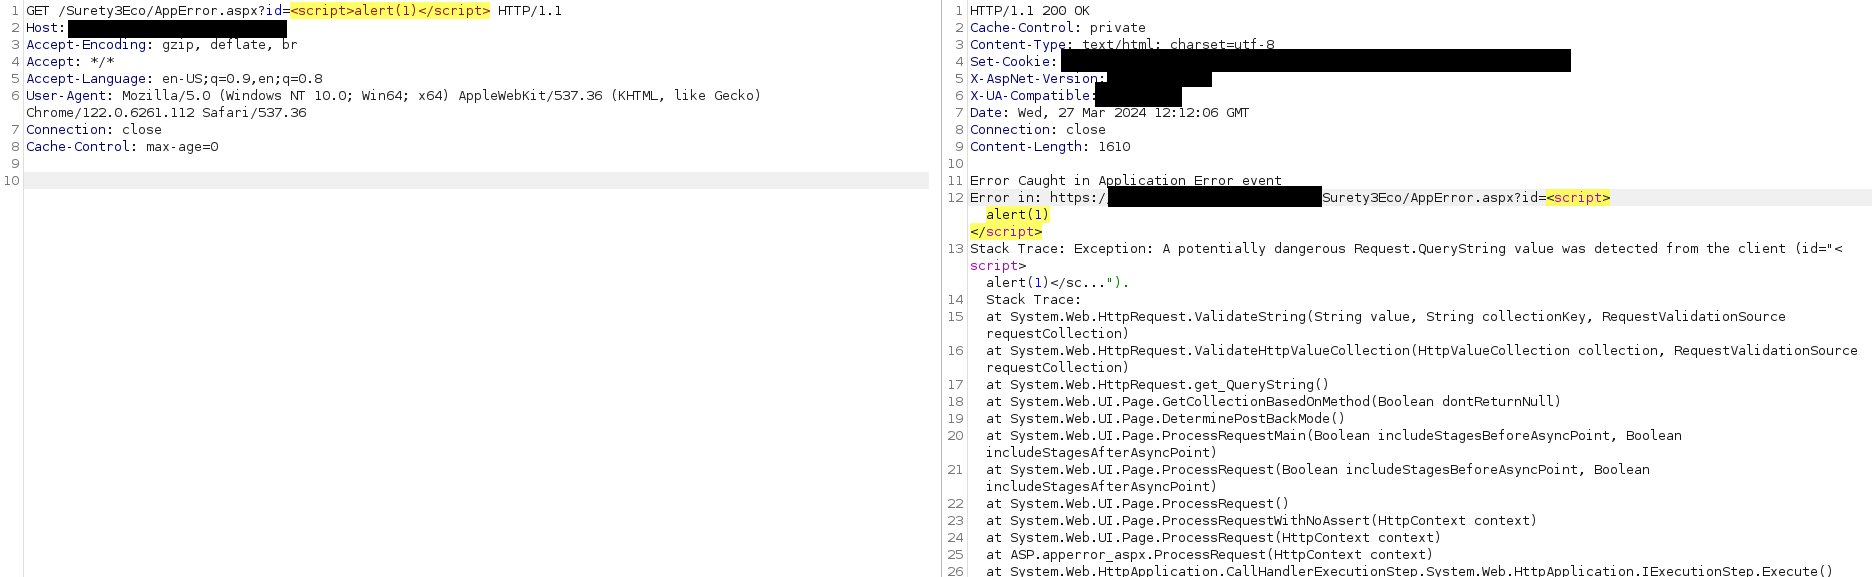 1 GET /Surety3Eco/AppError.aspx?id=<script>alert(1)</script> HTTP/1.1
2 Host:
3 Accept-Encoding: gzip, deflate, br
4 Accept: */*
5 Accept-Language: en-US;q=0.9,en;q=0.8
6 User-Agent: Mozilla/5.0 (Windows NT 10.0; Win64; x64) AppleWebKit/537.36 (KHTML, like Gecko)
Chrome/122.0.6261.112 Safari/537.36
7 Connection: close
8 Cache-Control: max-age=0
9
10
1 HTTP/1.1 200 OK
2 Cache-Control: private
3 Content-Type: text/html; charset=utf-8
4 Set-Cookie:
5 X-AspNet-Version:
6 X-UA-Compatible:
7 Date: Wed, 27 Mar 2024 12:12:06 GMT
8 Connection: close
9 Content-Length: 1610
10
11 Error Caught in Application Error event
12 Error in: https:/ Surety3Eco/AppError.aspx?id=<script>
alert(1)
</script>
13 Stack Trace: Exception: A potentially dangerous Request.QueryString value was detected from the client (id="<
script>
alert(1)</sc...").
14 Stack Trace:
15 at System.Web.HttpRequest.ValidateString(String value, String collectionKey, RequestValidationSource
requestCollection)
16 at System.Web.HttpRequest.ValidateHttpValueCollection(HttpValueCollection collection, RequestValidationSource
requestCollection)
17 at System.Web.HttpRequest.get_QueryString()
18 at System.Web.UI.Page.GetCollectionBasedOnMethod(Boolean dontReturnNull)
19 at System.Web.UI.Page.DeterminePostBackMode()
20 at System.Web.UI.Page.ProcessRequestMain(Boolean includeStagesBeforeAsyncPoint, Boolean
includeStagesAfterAsyncPoint)
21 at System.Web.UI.Page.ProcessRequest(Boolean includeStagesBeforeAsyncPoint, Boolean
includeStagesAfterAsyncPoint)
22 at System.Web.UI.Page.ProcessRequest()
23 at System.Web.UI.Page.ProcessRequestWithNoAssert(HttpContext context)
24 at System.Web.UI.Page.ProcessRequest(HttpContext context)
25 at ASP.apperror_aspx.ProcessRequest(HttpContext context)
26 at System.Web.HttpApplication.CallHandlerExecutionStep.System.Web.HttpApplication.IExecutionStep.Execute()